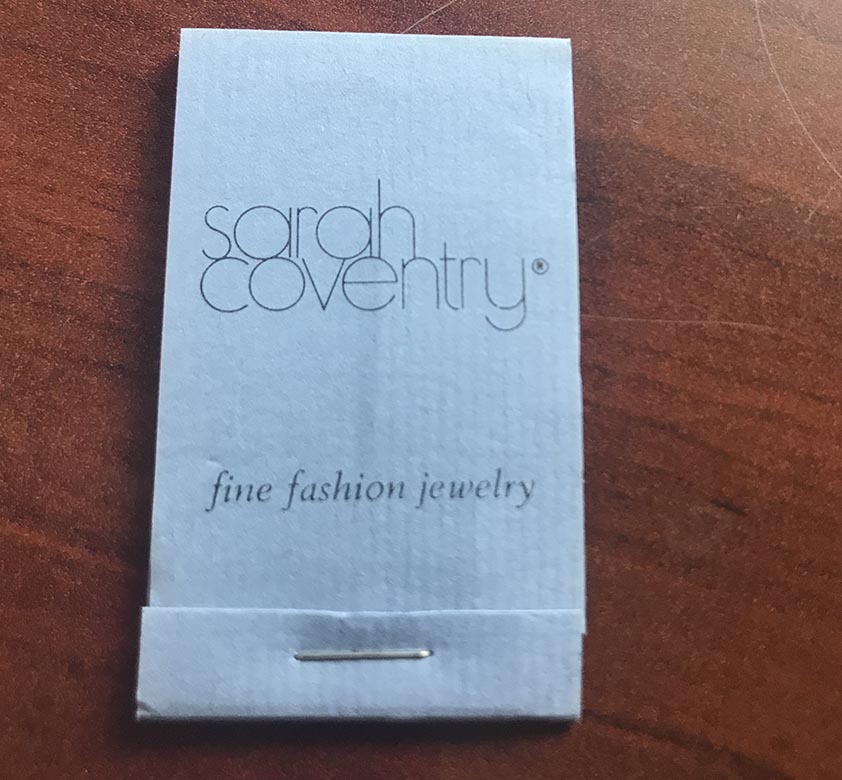 sarah
coventry®
fine fashion jewelry